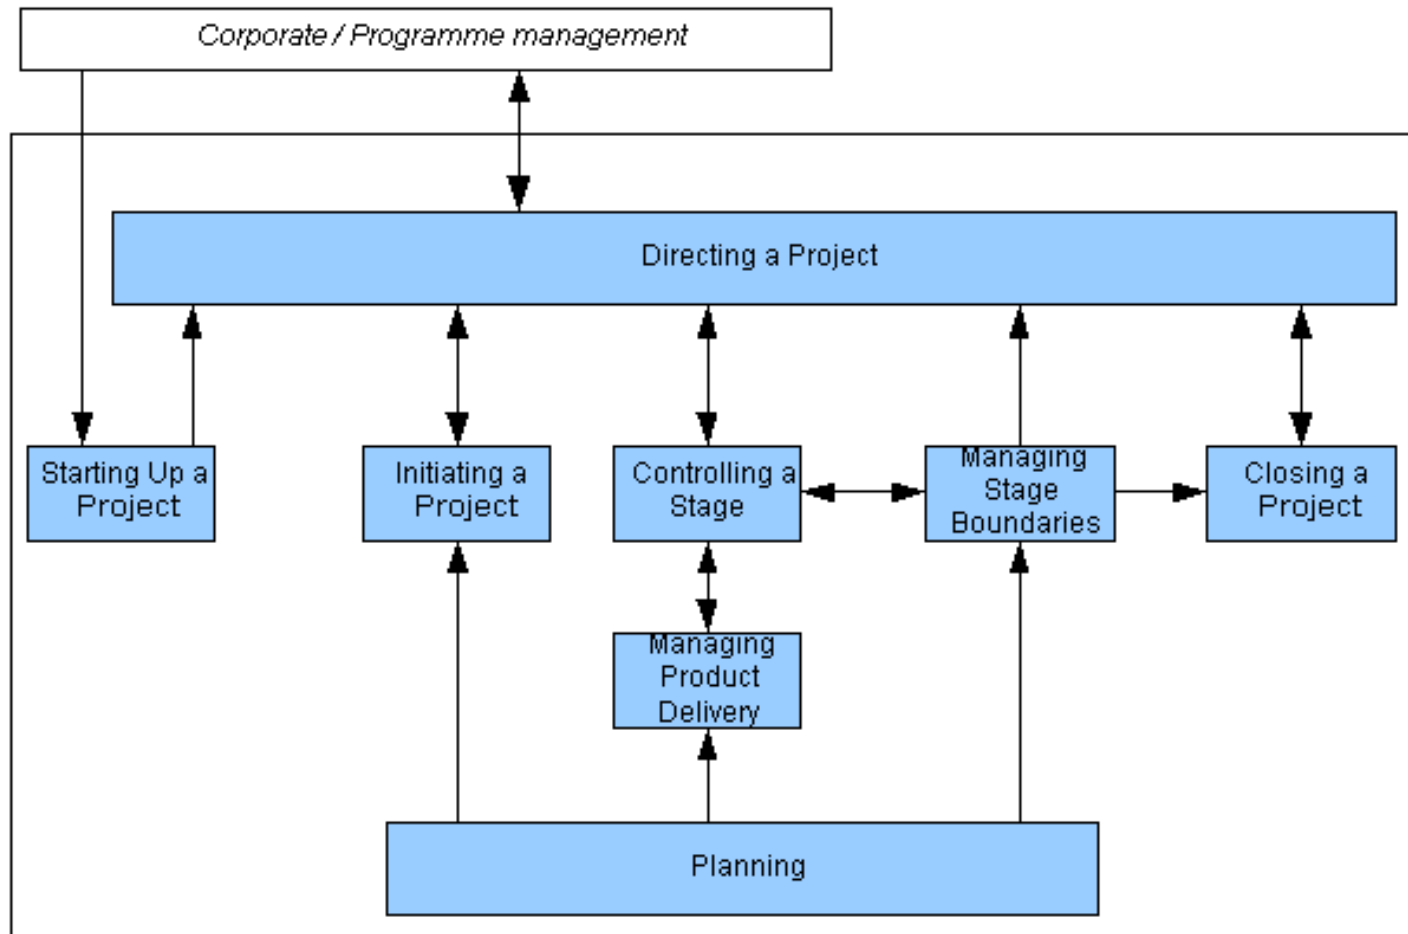 Corporate / Programme management
Directing a Project
Starting Up a
Project
Initiating a
Project
Controlling a
Stage
Managing
Stage
Boundaries
Closing a
Project
Managing
Product
Delivery
Planning